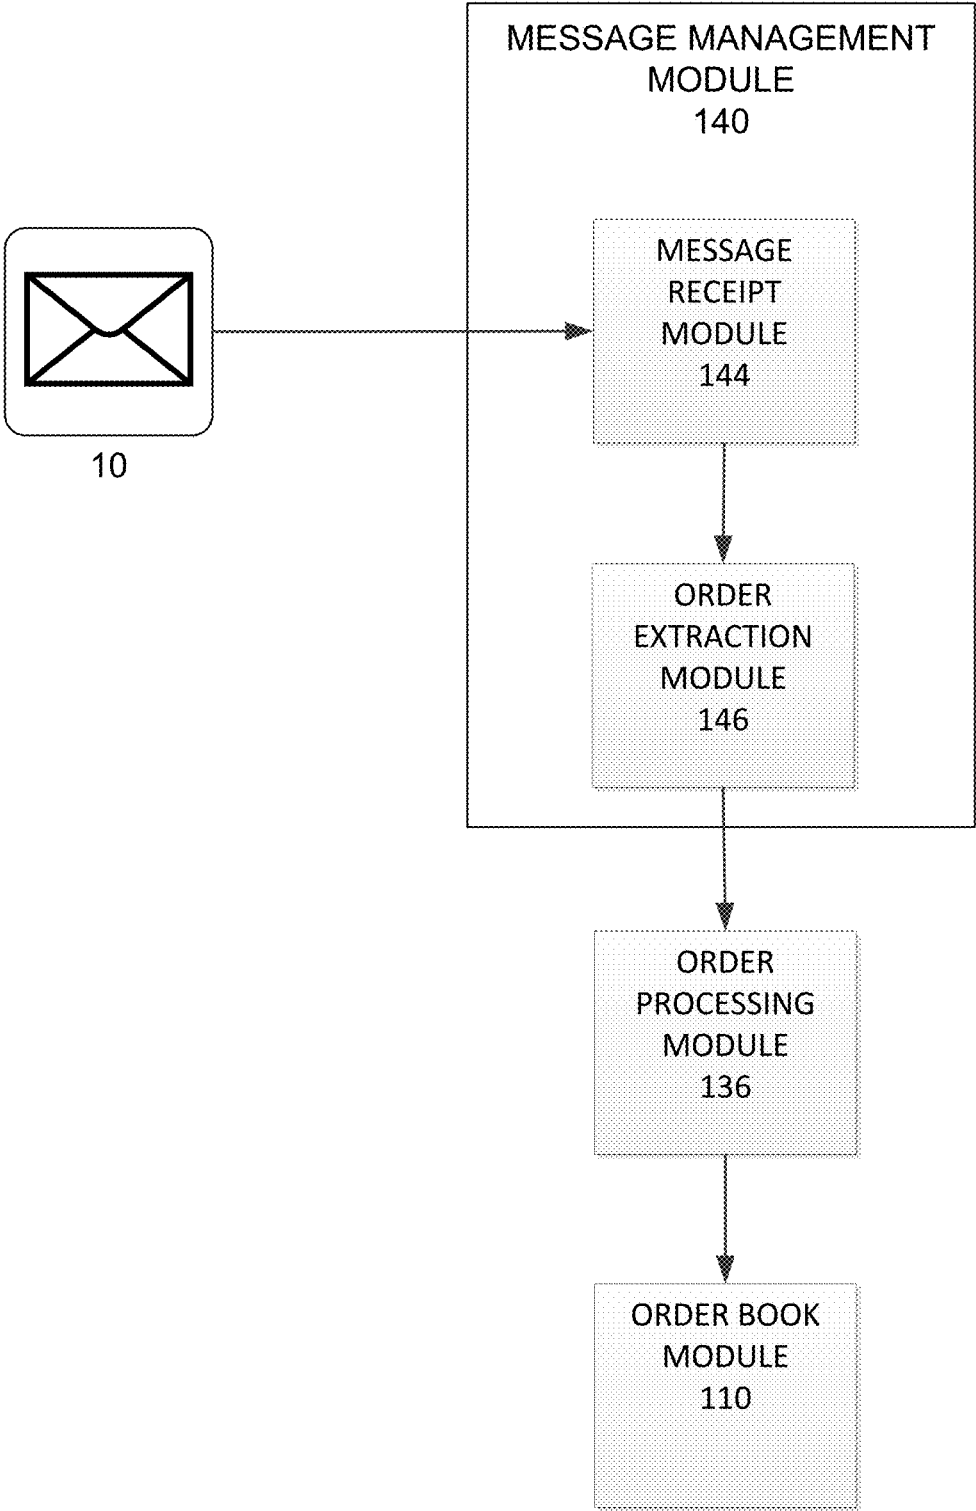 MESSAGE MANAGEMENT
MODULE
140
MESSAGE
RECEIPT
MODULE
144
10
ORDER
EXTRACTION
MODULE
146
ORDER
PROCESSING
MODULE
136
ORDER BOOK
MODULE
110